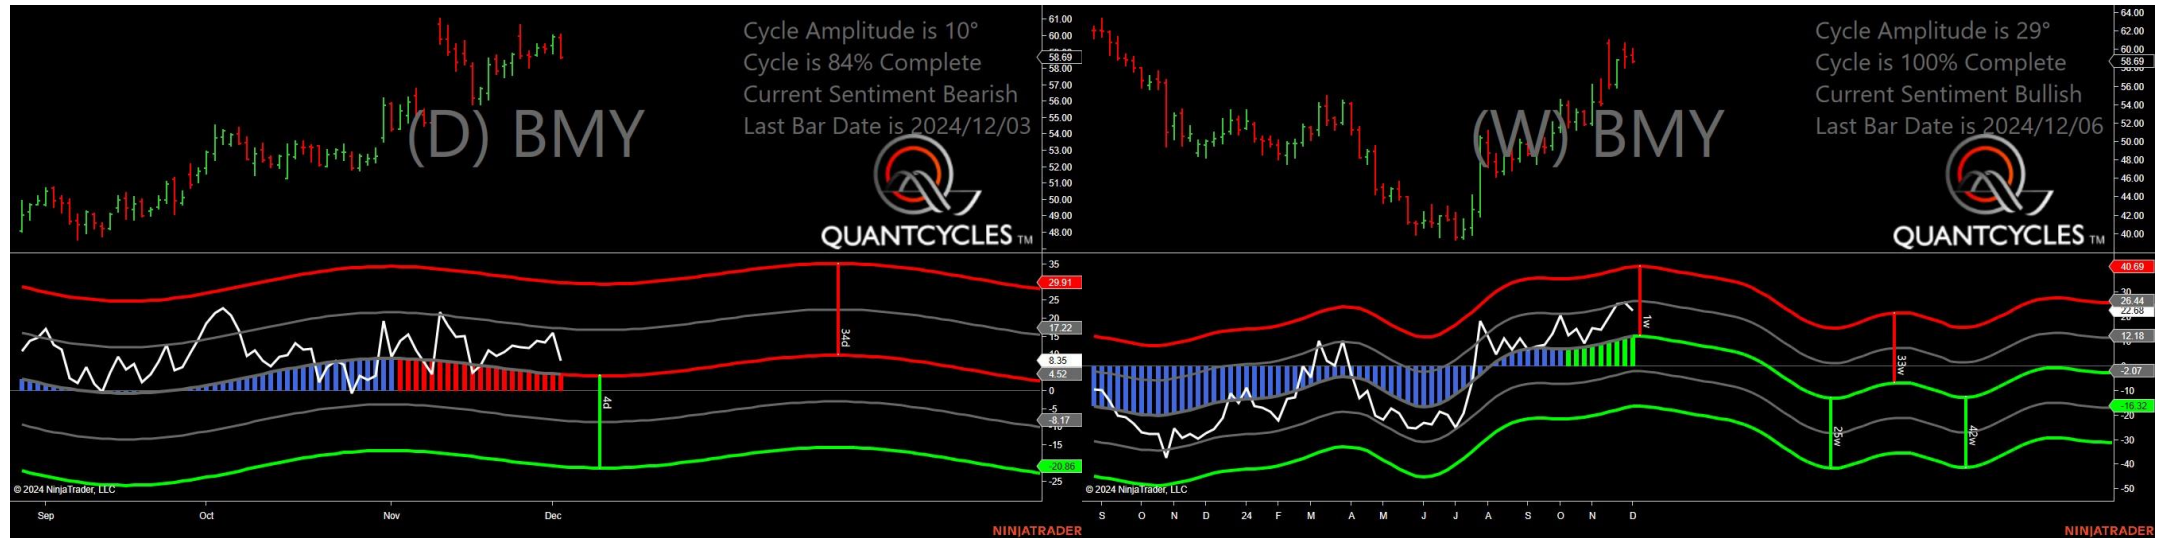 Cycle Amplitude is 10°
Cycle is 84% Complete
Current Sentiment Bearish
Last Bar Date is 2024/12/03
(D) BMY
QUANTCYCLES TM
61.00
60.00
58.69
58.00
57.00
56.00
55.00
54.00
53.00
52.00
51.00
50.00
49.00
48.00
35
29.91
25
20
17.22
15
8.35
4.52
0
-5
-8.17
-15
-20.86
-25
34d
4d
© 2024 NinjaTrader, LLC
Sep
Oct
Nov
Dec
NINJATRADER
Cycle Amplitude is 29°
Cycle is 100% Complete
Current Sentiment Bullish
Last Bar Date is 2024/12/06
(W) BMY
QUANTCYCLES TM
64.00
62.00
60.00
58.69
56.00
54.00
52.00
50.00
48.00
46.00
44.00
42.00
40.00
40.69
30
26.44
22.68
12.18
0
-2.07
-10
-16.32
-20
-30
-40
-50
1w
33w
25w
42w
© 2024 NinjaTrader, LLC
S
O
N
D
24
F
M
A
M
J
J
A
S
O
N
D
NINJATRADER